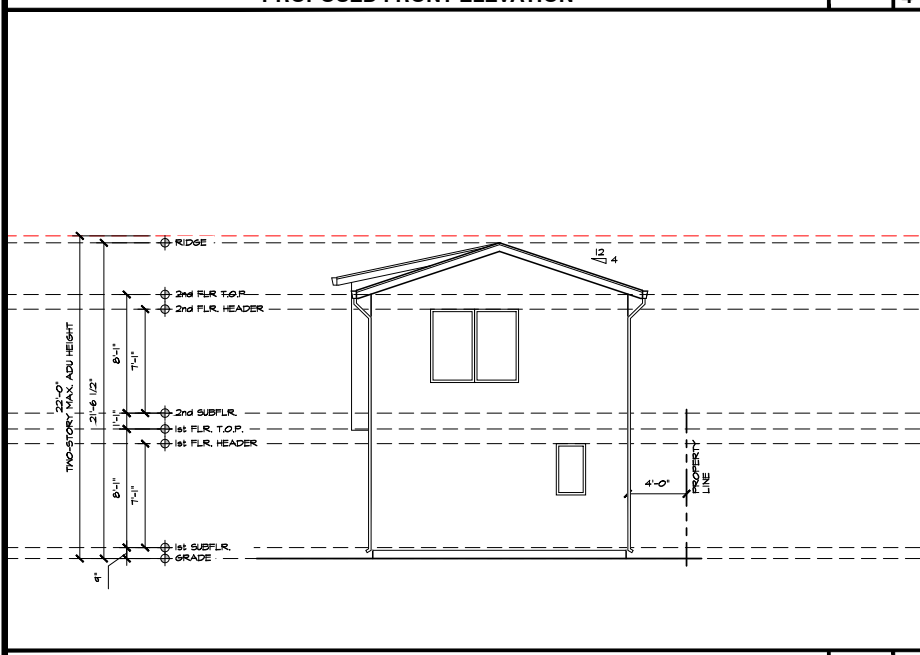 PROPOSED FRONT ELEVATION
RIDGE
12
4
2nd FLR T.O.P
2nd FLR. HEADER
22'-0"
TWO-STORY MAX. ADU HEIGHT
21'-6 1/2"
8'-1"
7'-1"
2nd SUBFLR.
1'-1"
1st FLR. T.O.P.
1st FLR. HEADER
8'-1"
7'-1"
4'-0"
PROPERTY
LINE
1st SUBFLR.
GRADE
9"